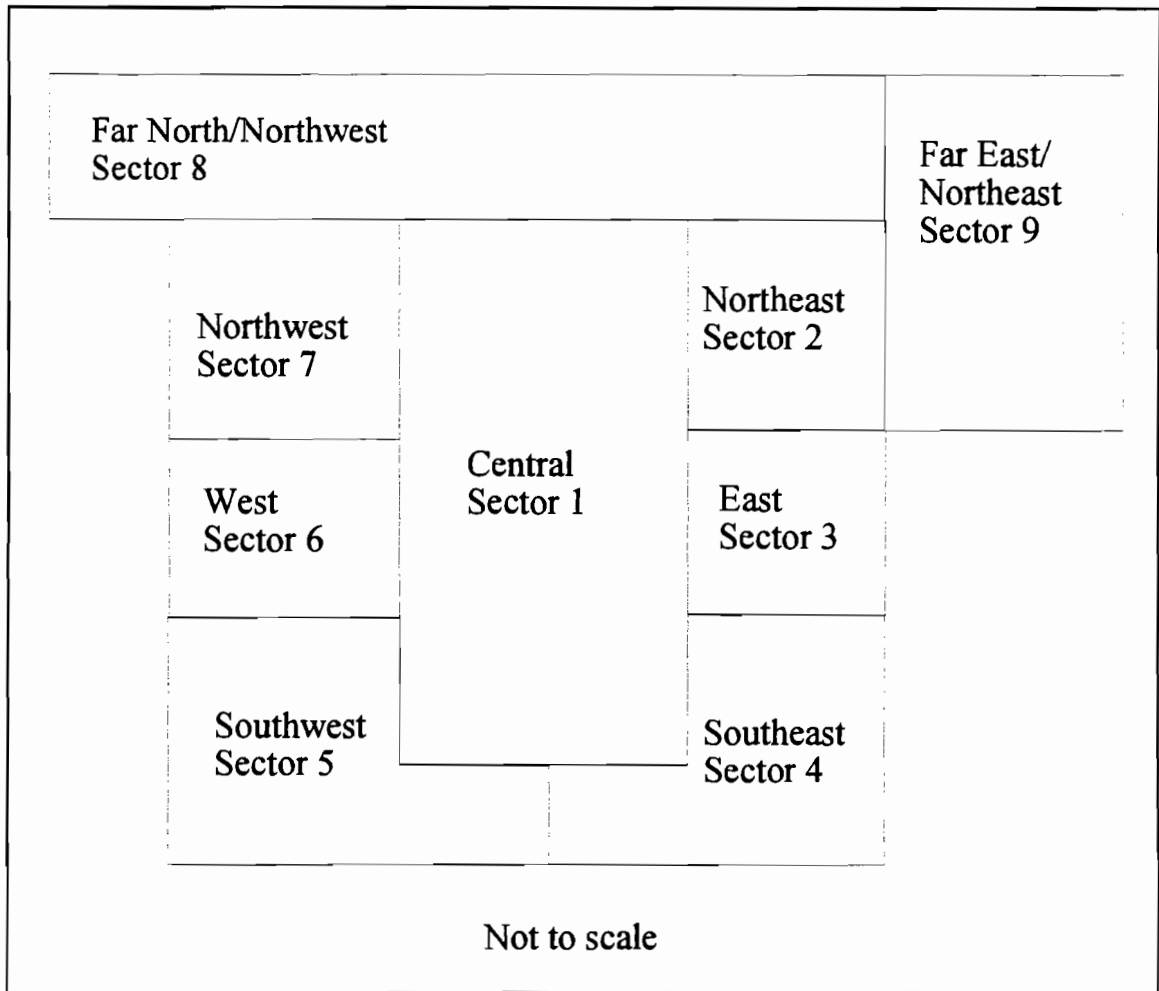 Far North/Northwest
Sector 8
Far East/
Northeast
Sector 9
Northwest
Sector 7
Northeast
Sector 2
Central
Sector 1
West
Sector 6
East
Sector 3
Southwest
Sector 5
Southeast
Sector 4
Not to scale